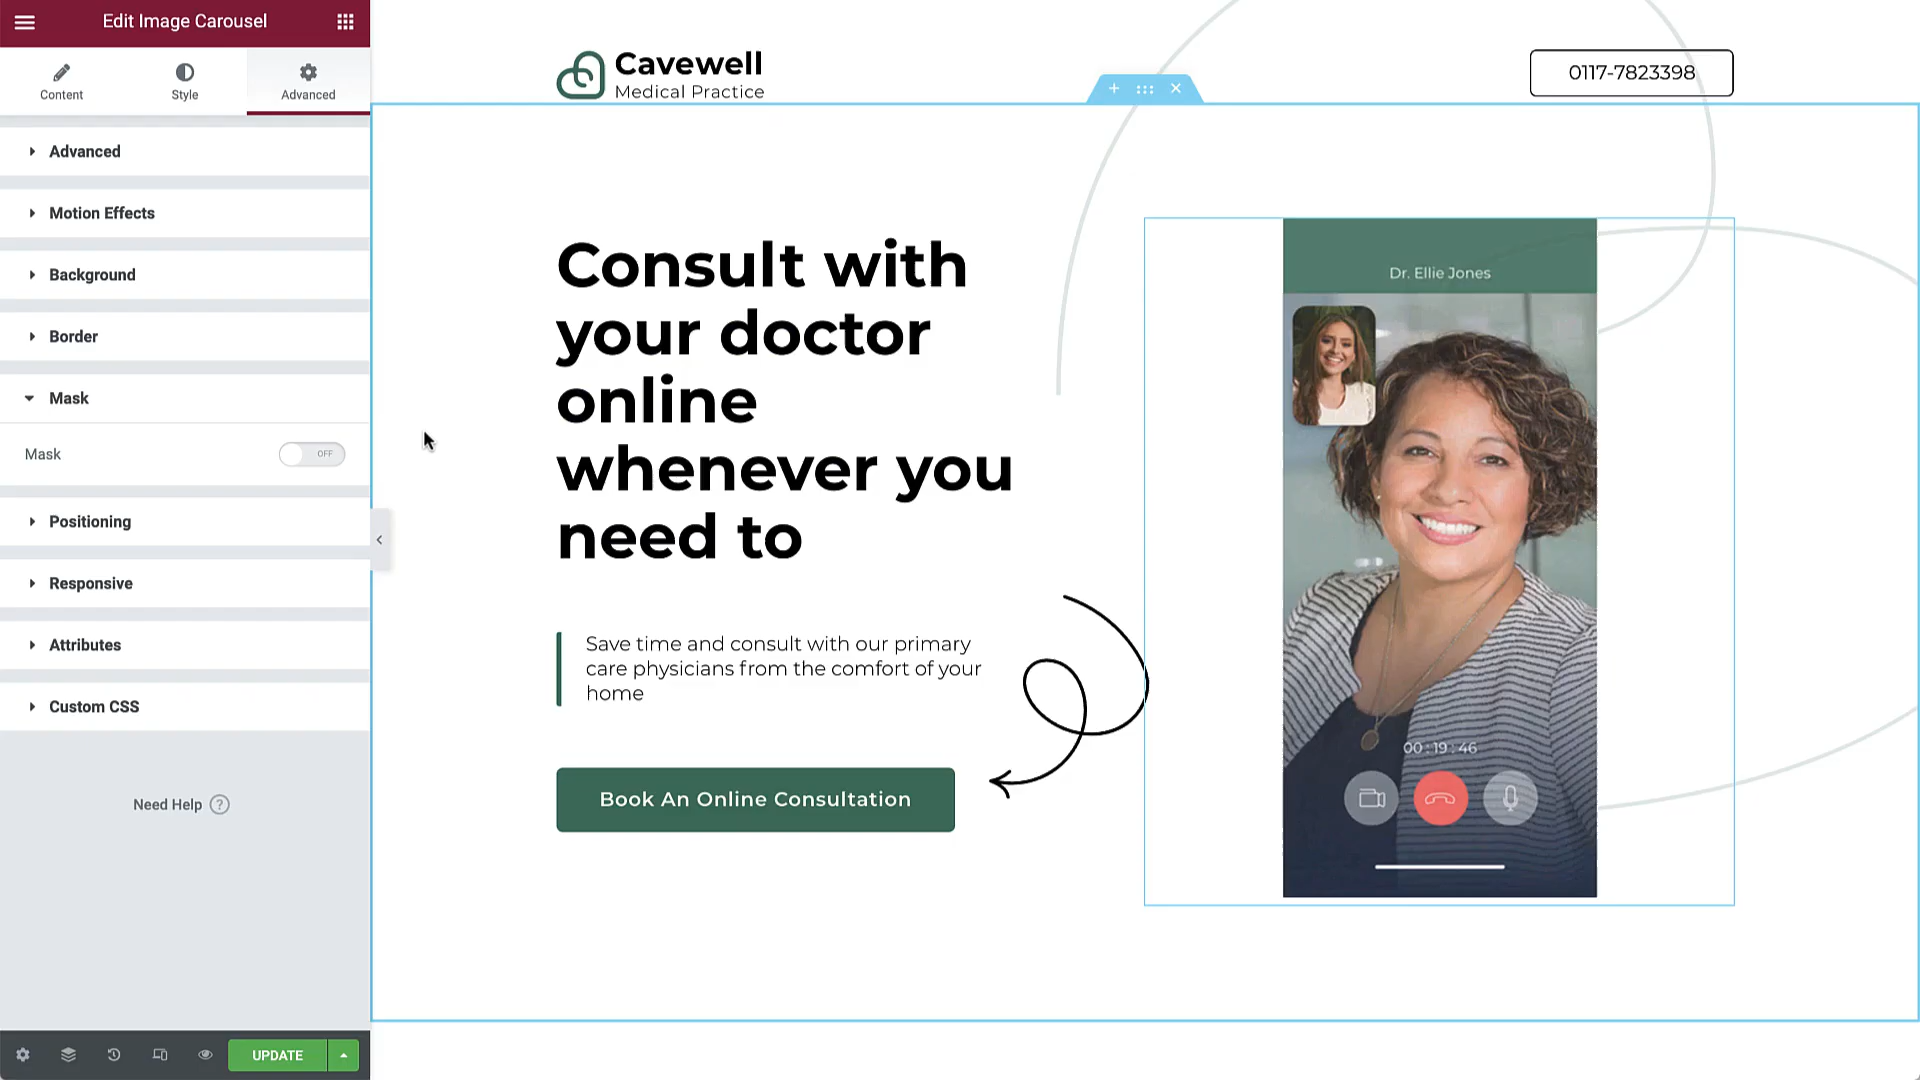 Edit Image Carousel
Content
Style
Advanced
Advanced
Motion Effects
Background
Border
Mask
Mask
OFF
Positioning
Responsive
Attributes
Custom CSS
Need Help ?
UPDATE
Cavewell
Medical Practice
0117-7823398
Consult with
your doctor
online
whenever you
need to
Save time and consult with our primary
care physicians from the comfort of your
home
Book An Online Consultation
Dr. Ellie Jones
00 : 19 : 46